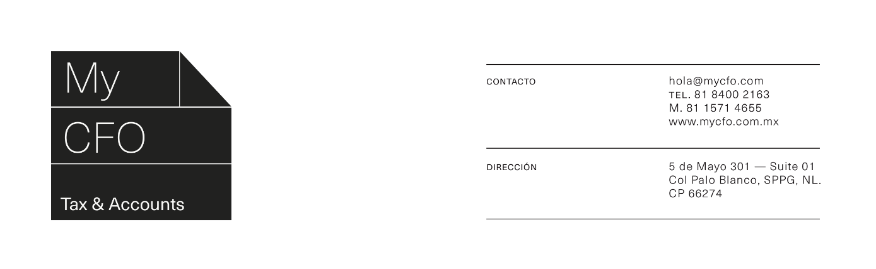 My
CFO
Tax & Accounts
CONTACTO
hola@mycfo.com
TEL. 81 8400 2163
M. 81 1571 4655
www.mycfo.com.mx
DIRECCIÓN
5 de Mayo 301 — Suite 01
Col Palo Blanco, SPPG, NL.
CP 66274